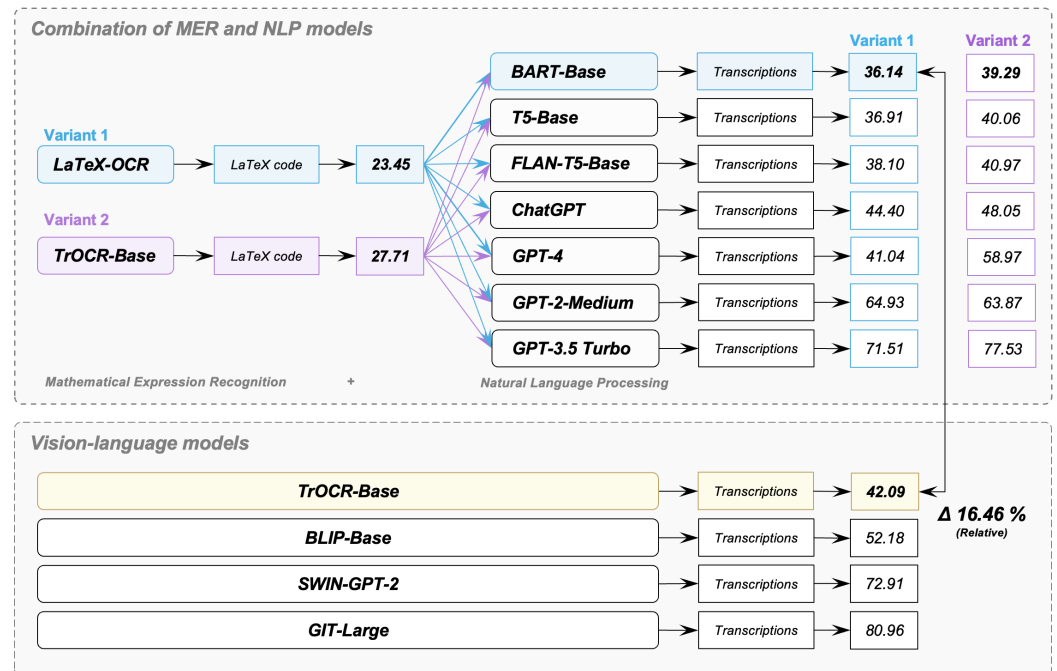 Combination of MER and NLP models
Variant 1 Variant 2
BART-Base Transcriptions 36.14 39.29
T5-Base Transcriptions 36.91 40.06
Variant 1
LaTeX-OCR LaTeX code 23.45 FLAN-T5-Base Transcriptions 38.10 40.97
ChatGPT Transcriptions 44.40 48.05
Variant 2
TrOCR-Base LaTeX code 27.71 GPT-4 Transcriptions 41.04 58.97
GPT-2-Medium Transcriptions 64.93 63.87
GPT-3.5 Turbo Transcriptions 71.51 77.53
Mathematical Expression Recognition + Natural Language Processing
Vision-language models
TrOCR-Base Transcriptions 42.09
Δ 16.46 %
(Relative)
BLIP-Base Transcriptions 52.18
SWIN-GPT-2 Transcriptions 72.91
GIT-Large Transcriptions 80.96